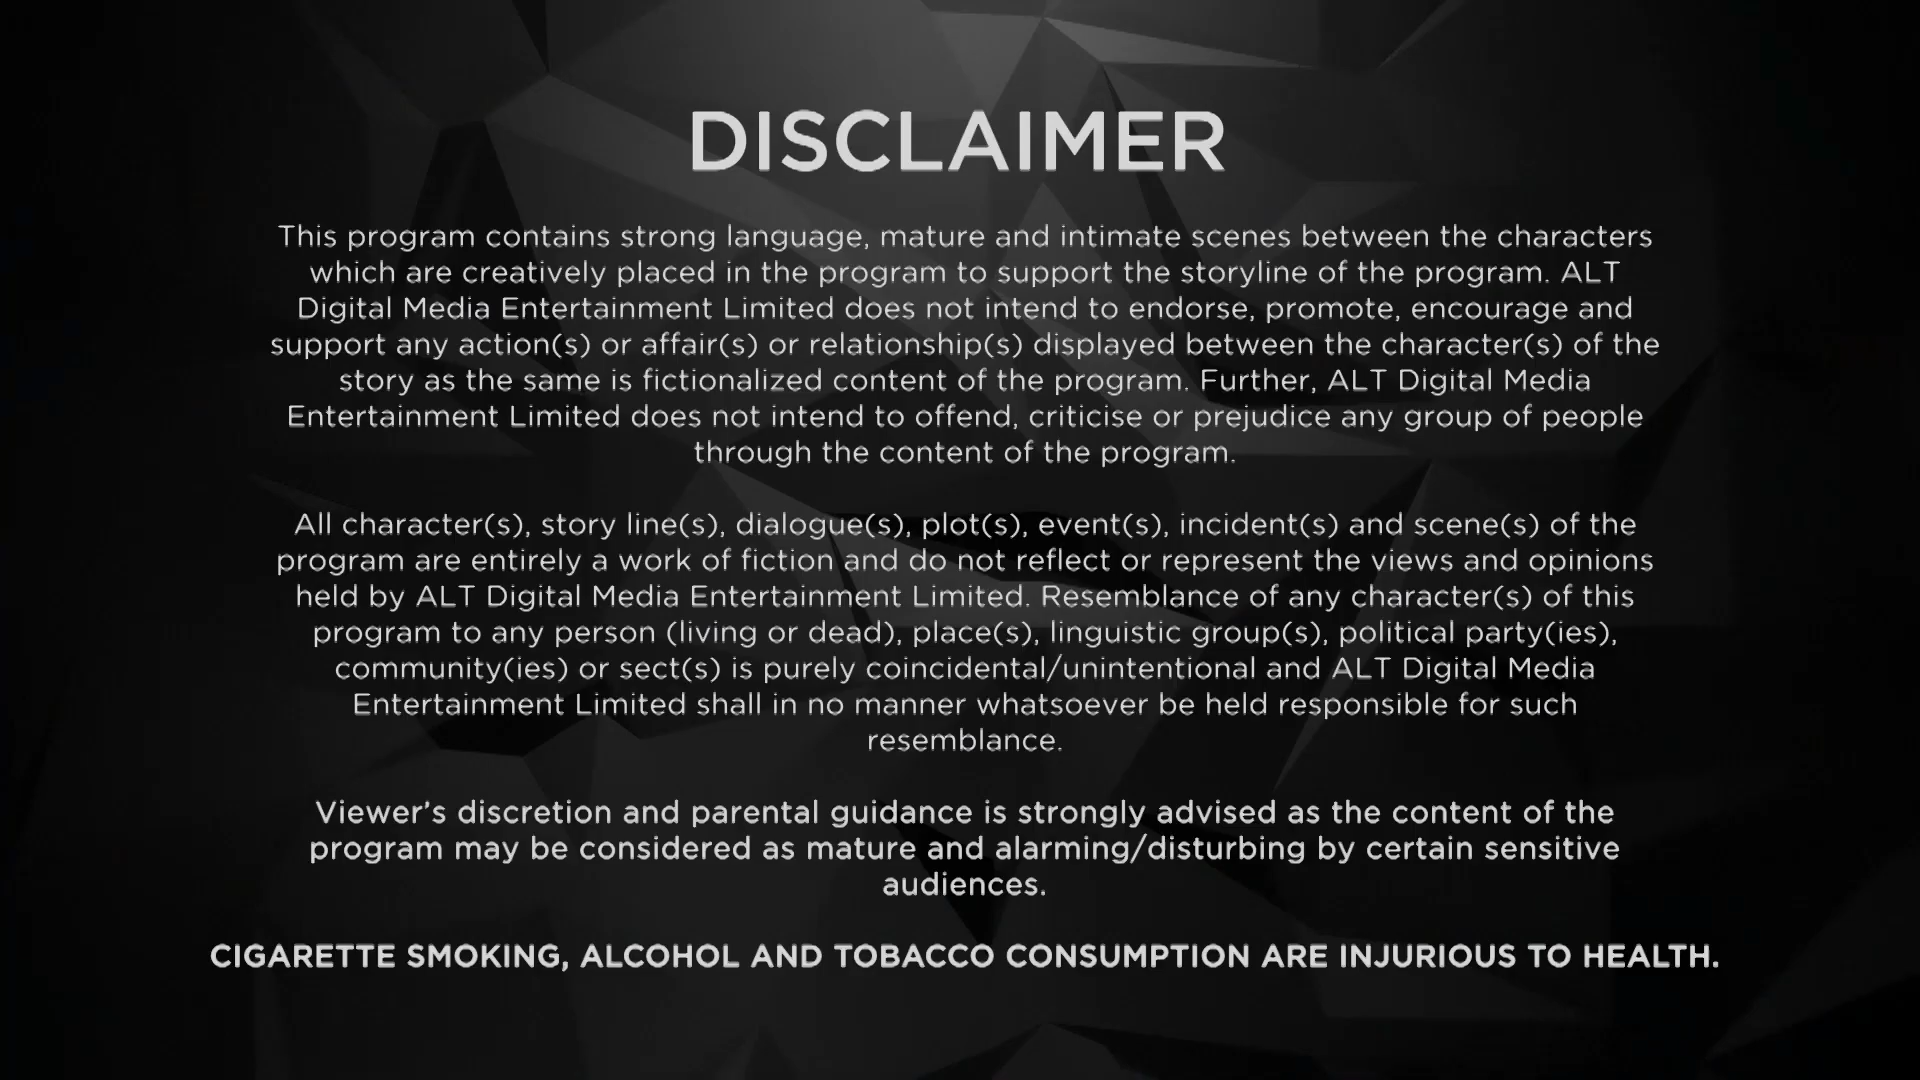 DISCLAIMER
This program contains strong language, mature and intimate scenes between the characters
which are creatively placed in the program to support the storyline of the program. ALT
Digital Media Entertainment Limited does not intend to endorse, promote, encourage and
support any action(s) or affair(s) or relationship(s) displayed between the character(s) of the
story as the same is fictionalized content of the program. Further, ALT Digital Media
Entertainment Limited does not intend to offend, criticise or prejudice any group of people
through the content of the program.
All character(s), story line(s), dialogue(s), plot(s), event(s), incident(s) and scene(s) of the
program are entirely a work of fiction and do not reflect or represent the views and opinions
held by ALT Digital Media Entertainment Limited. Resemblance of any character(s) of this
program to any person (living or dead), place(s), linguistic group(s), political party(ies),
community(ies) or sect(s) is purely coincidental/unintentional and ALT Digital Media
Entertainment Limited shall in no manner whatsoever be held responsible for such
resemblance.
Viewer’s discretion and parental guidance is strongly advised as the content of the
program may be considered as mature and alarming/disturbing by certain sensitive
audiences.
CIGARETTE SMOKING, ALCOHOL AND TOBACCO CONSUMPTION ARE INJURIOUS TO HEALTH.